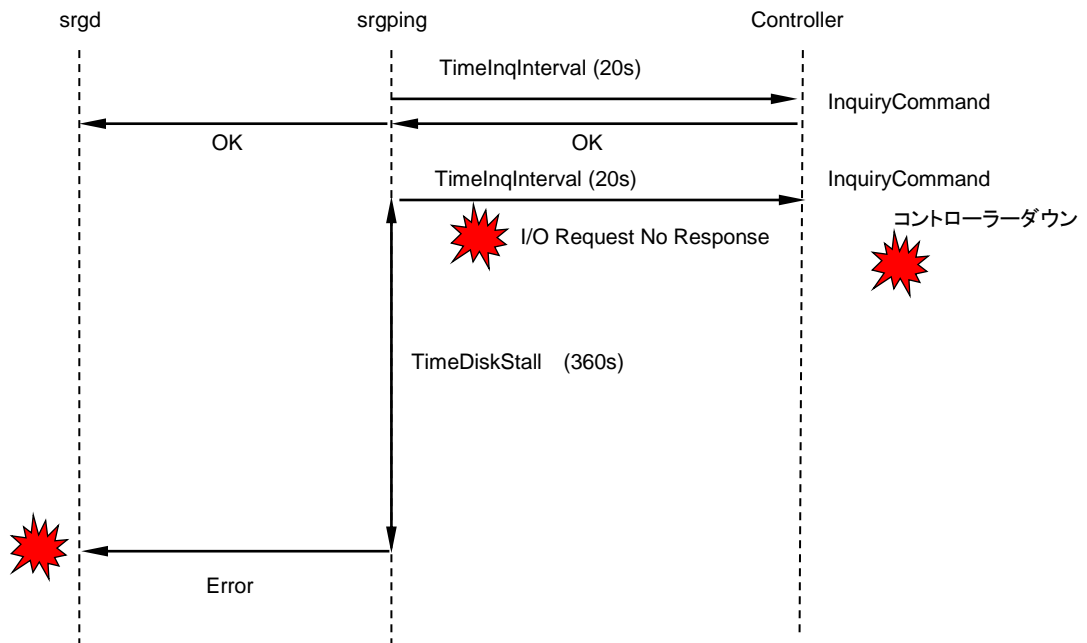 srgd
srgping
Controller
TimeInqInterval (20s)
InquiryCommand
OK
OK
TimeInqInterval (20s)
InquiryCommand
コントローラーダウン
I/O Request No Response
TimeDiskStall (360s)
Error